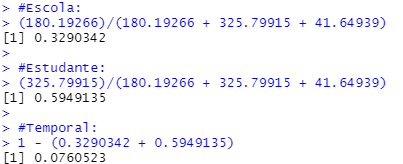 > #Escola:
> (180.19266)/(180.19266 + 325.79915 + 41.64939)
[1] 0.3290342
>
> #Estudante:
> (325.79915)/(180.19266 + 325.79915 + 41.64939)
[1] 0.5949135
>
> #Temporal:
> 1 - (0.3290342 + 0.5949135)
[1] 0.0760523